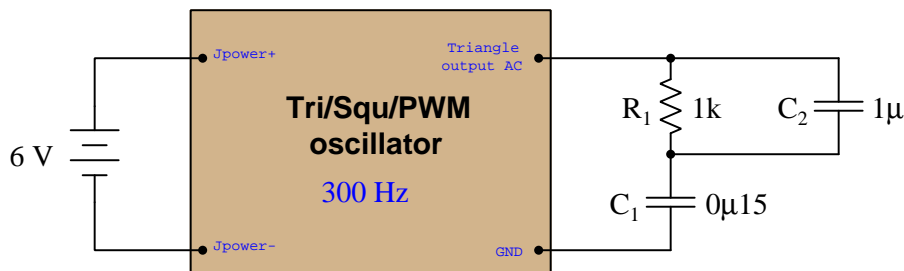 Jpower+
Triangle
output AC
Tri/Squ/PWM
oscillator
300 Hz
6 V
R1
1k
C2
1μ
C1
0μ15
Jpower-
GND